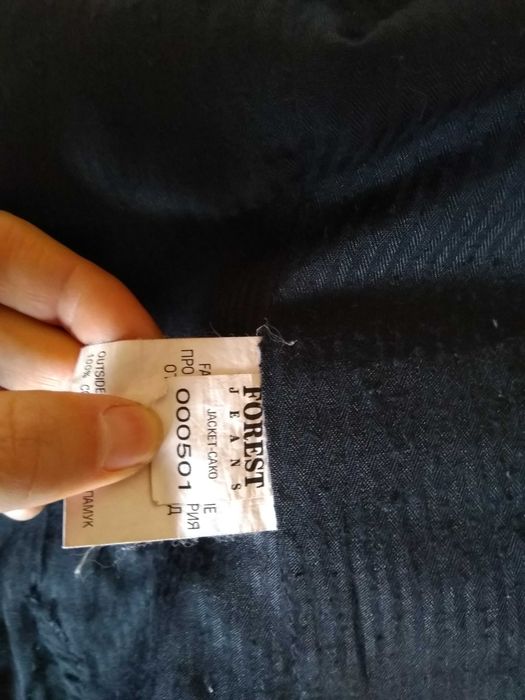 FOREST
JEANS
JACKET-САКО
000501
FA
IE
ПРО
РИЯ
Д
OUTSIDE
100% C
ПАМУК